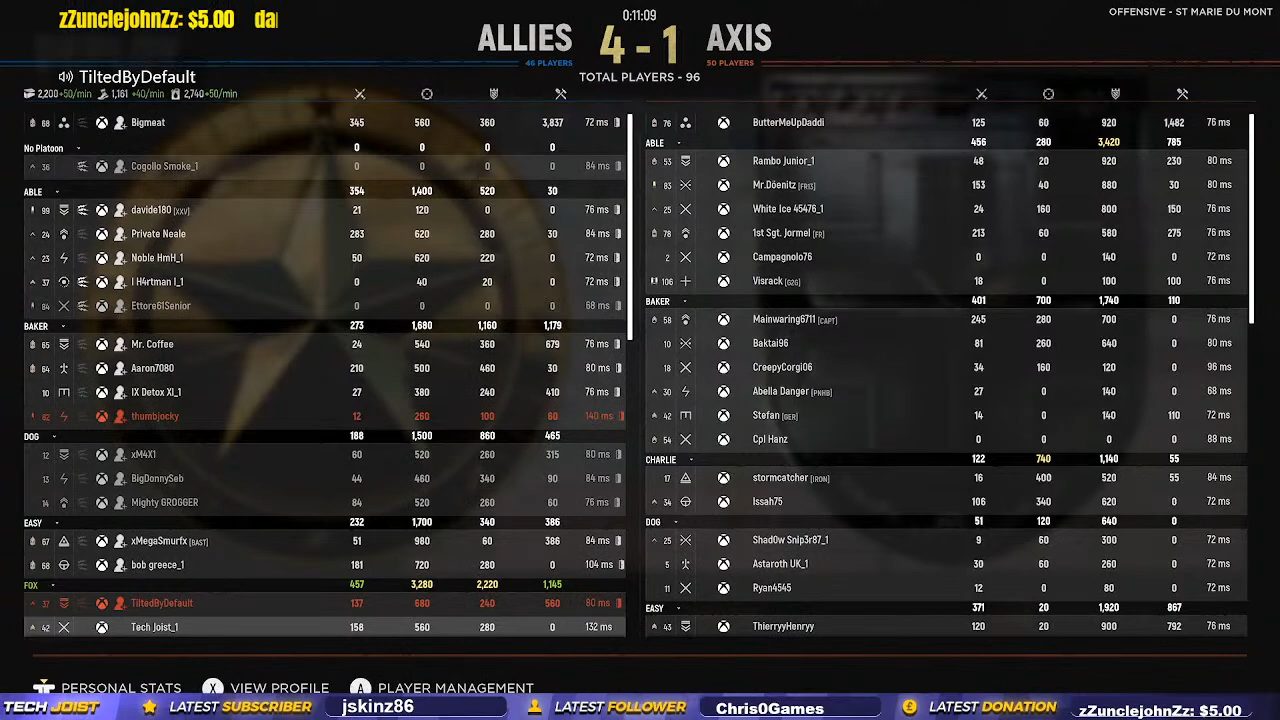 zZunclejohnZz: $5.00 da
0:11:09
OFFENSIVE - ST MARIE DU MONT
ALLIES 4 - 1 AXIS
46 PLAYERS 50 PLAYERS
TOTAL PLAYERS - 96
TiltedByDefault
2,200 +50/min 1,161 +40/min 2,740 +50/min
68 Bigmeat 345 560 360 3,837 72 ms
No Platoon 0 0 0 0
36 Cogollo Smoke_1 0 0 0 0 84 ms
ABLE 354 1,400 520 30
99 davide180 [XXV] 21 120 0 0 76 ms
24 Private Neale 283 620 280 30 84 ms
23 Noble HmH_1 50 620 220 0 72 ms
37 I H4rtman I_1 0 40 20 0 72 ms
84 Ettore61Senior 0 0 0 0 68 ms
BAKER 273 1,680 1,160 1,179
65 Mr. Coffee 24 540 360 679 76 ms
64 Aaron7080 210 500 460 30 80 ms
10 IX Detox XI_1 27 380 240 410 76 ms
82 thumbjocky 12 260 100 60 140 ms
DOG 188 1,500 860 465
12 xM4X1 60 520 260 315 80 ms
13 BigDonnySeb 44 460 340 90 84 ms
14 Mighty GROGGER 84 520 260 60 76 ms
EASY 232 1,700 340 386
67 xMegaSmurfx [BAST] 51 980 60 386 84 ms
68 bob greece_1 181 720 280 0 104 ms
FOX 457 3,280 2,220 1,145
37 TiltedByDefault 137 680 240 560 80 ms
42 Tech Joist_1 158 560 280 0 132 ms
76 ButterMeUpDaddi 125 60 920 1,482 76 ms
ABLE 456 280 3,420 785
53 Rambo Junior_1 48 20 920 230 80 ms
83 Mr.Döenitz [FR13] 153 40 880 30 80 ms
25 White Ice 45476_1 24 160 800 150 76 ms
78 1st Sgt. Jormel [FR] 213 60 580 275 76 ms
2 Campagnolo76 0 0 140 0 72 ms
106 Visrack [G2G] 18 0 100 100 76 ms
BAKER 401 700 1,740 110
58 Mainwaring6711 [CAPT] 245 280 700 0 76 ms
10 Baktai96 81 260 640 0 80 ms
18 CreepyCorgi06 34 160 120 0 96 ms
30 Abella Danger [PNHB] 27 0 140 0 68 ms
42 Stefan [GER] 14 0 140 110 72 ms
54 Cpl Hanz 0 0 0 0 88 ms
CHARLIE 122 740 1,140 55
17 stormcatcher [IRON] 16 400 520 55 84 ms
34 Issah75 106 340 620 0 72 ms
DOG 51 120 640 0
25 Shad0w Snip3r87_1 9 60 300 0 72 ms
5 Astaroth UK_1 30 60 260 0 72 ms
11 Ryan4545 12 0 80 0 72 ms
EASY 371 20 1,920 867
43 ThierryyHenryy 120 20 900 792 76 ms
PERSONAL STATS X VIEW PROFILE A PLAYER MANAGEMENT
TECH JOIST LATEST SUBSCRIBER jskinz86 LATEST FOLLOWER Chris0Games LATEST DONATION zZunclejohnZz: $5.00